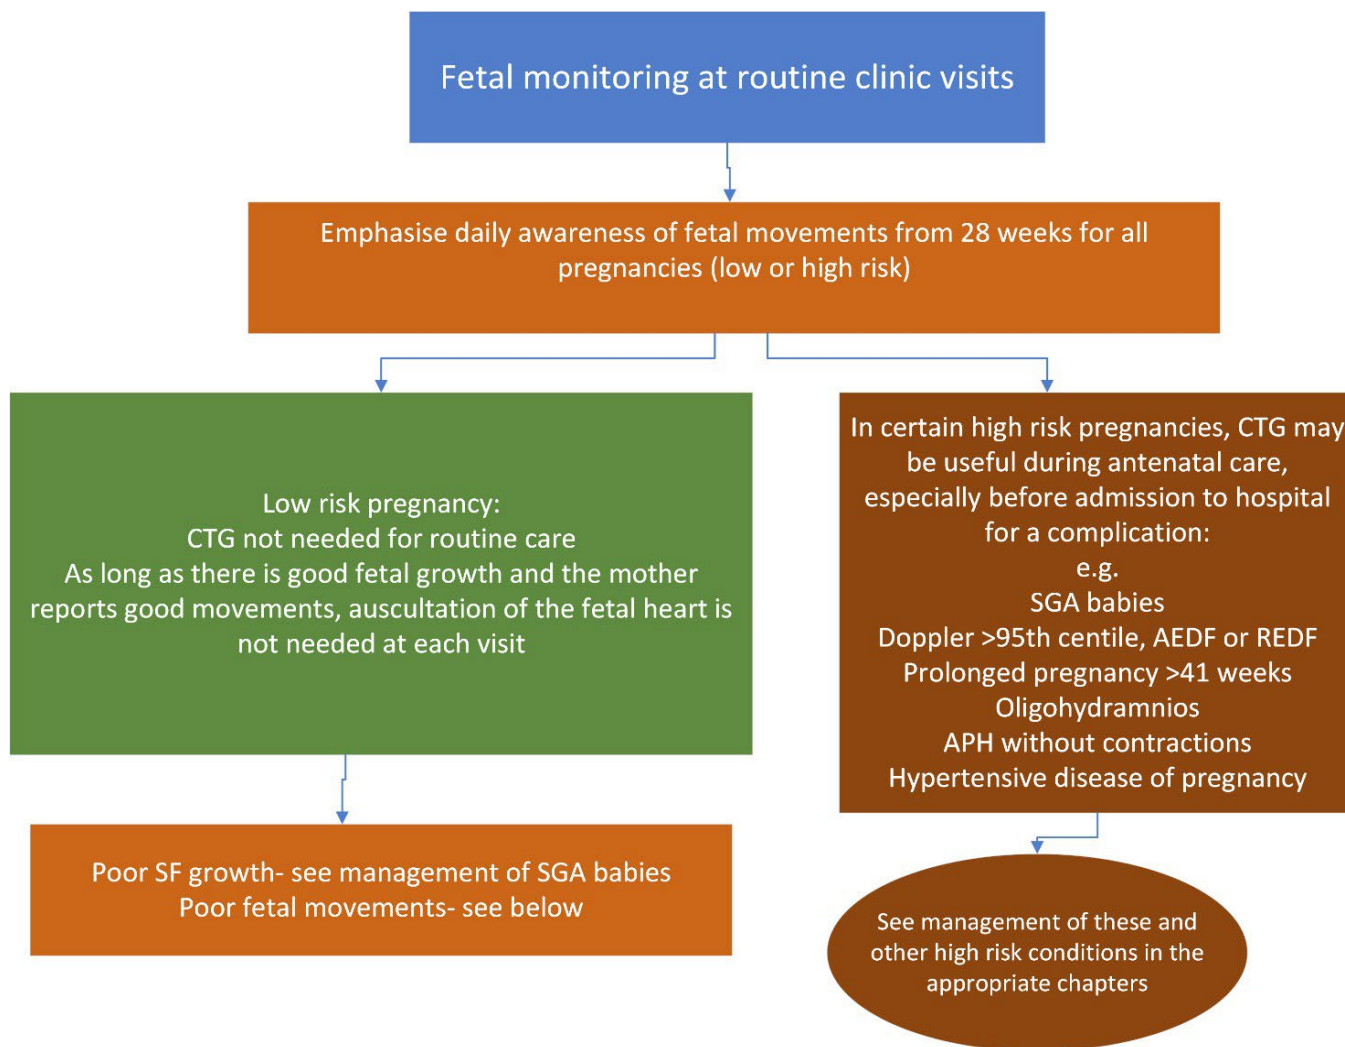 Fetal monitoring at routine clinic visits
Emphasise daily awareness of fetal movements from 28 weeks for all
pregnancies (low or high risk)
Low risk pregnancy:
CTG not needed for routine care
As long as there is good fetal growth and the mother
reports good movements, auscultation of the fetal heart is
not needed at each visit
Poor SF growth- see management of SGA babies
Poor fetal movements- see below
In certain high risk pregnancies, CTG may
be useful during antenatal care,
especially before admission to hospital
for a complication:
e.g.
SGA babies
Doppler >95th centile, AEDF or REDF
Prolonged pregnancy >41 weeks
Oligohydramnios
APH without contractions
Hypertensive disease of pregnancy
See management of these and
other high risk conditions in the
appropriate chapters